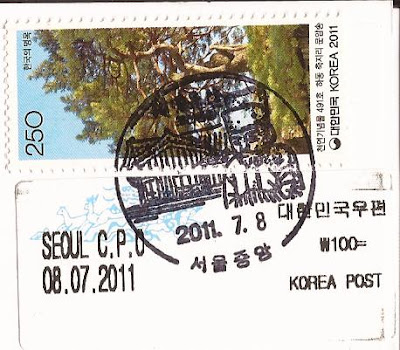 한국의 명목
250
천연기념물 491호. 하동 축지리 문암송
대한민국 KOREA 2011
2011. 7. 8
서울중앙
SEOUL C.P.O
08.07.2011
대한민국우편
₩100=
KOREA POST